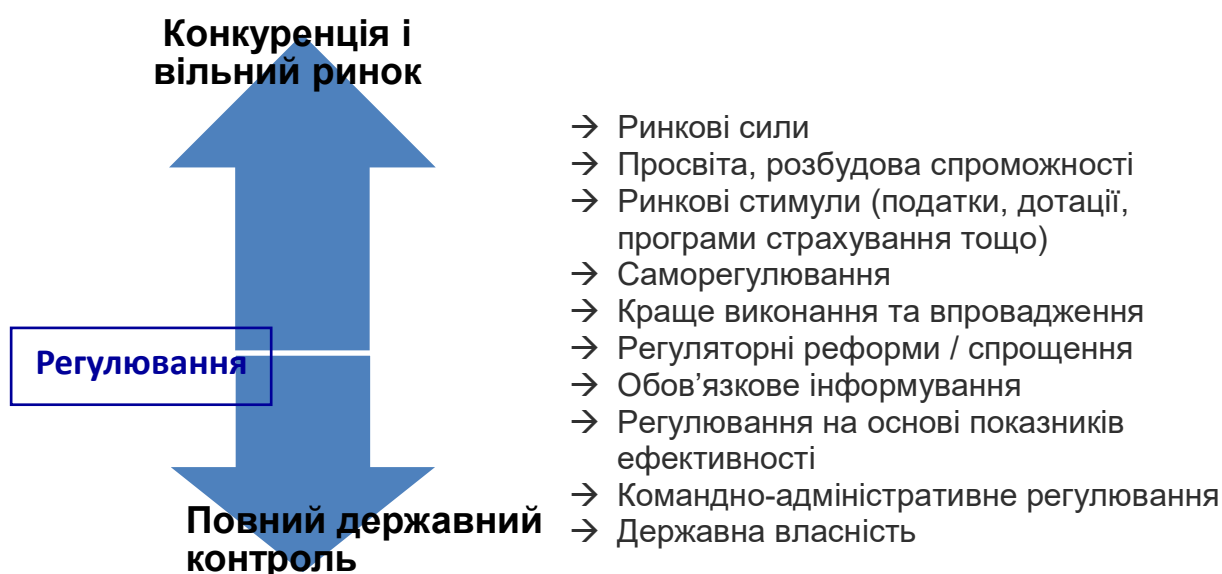 Конкуренція і
вільний ринок
→ Ринкові сили
→ Просвіта, розбудова спроможності
→ Ринкові стимули (податки, дотації,
програми страхування тощо)
→ Саморегулювання
→ Краще виконання та впровадження
→ Регуляторні реформи / спрощення
→ Обов’язкове інформування
→ Регулювання на основі показників
ефективності
→ Командно-адміністративне регулювання
→ Державна власність
Регулювання
Повний державний
контроль